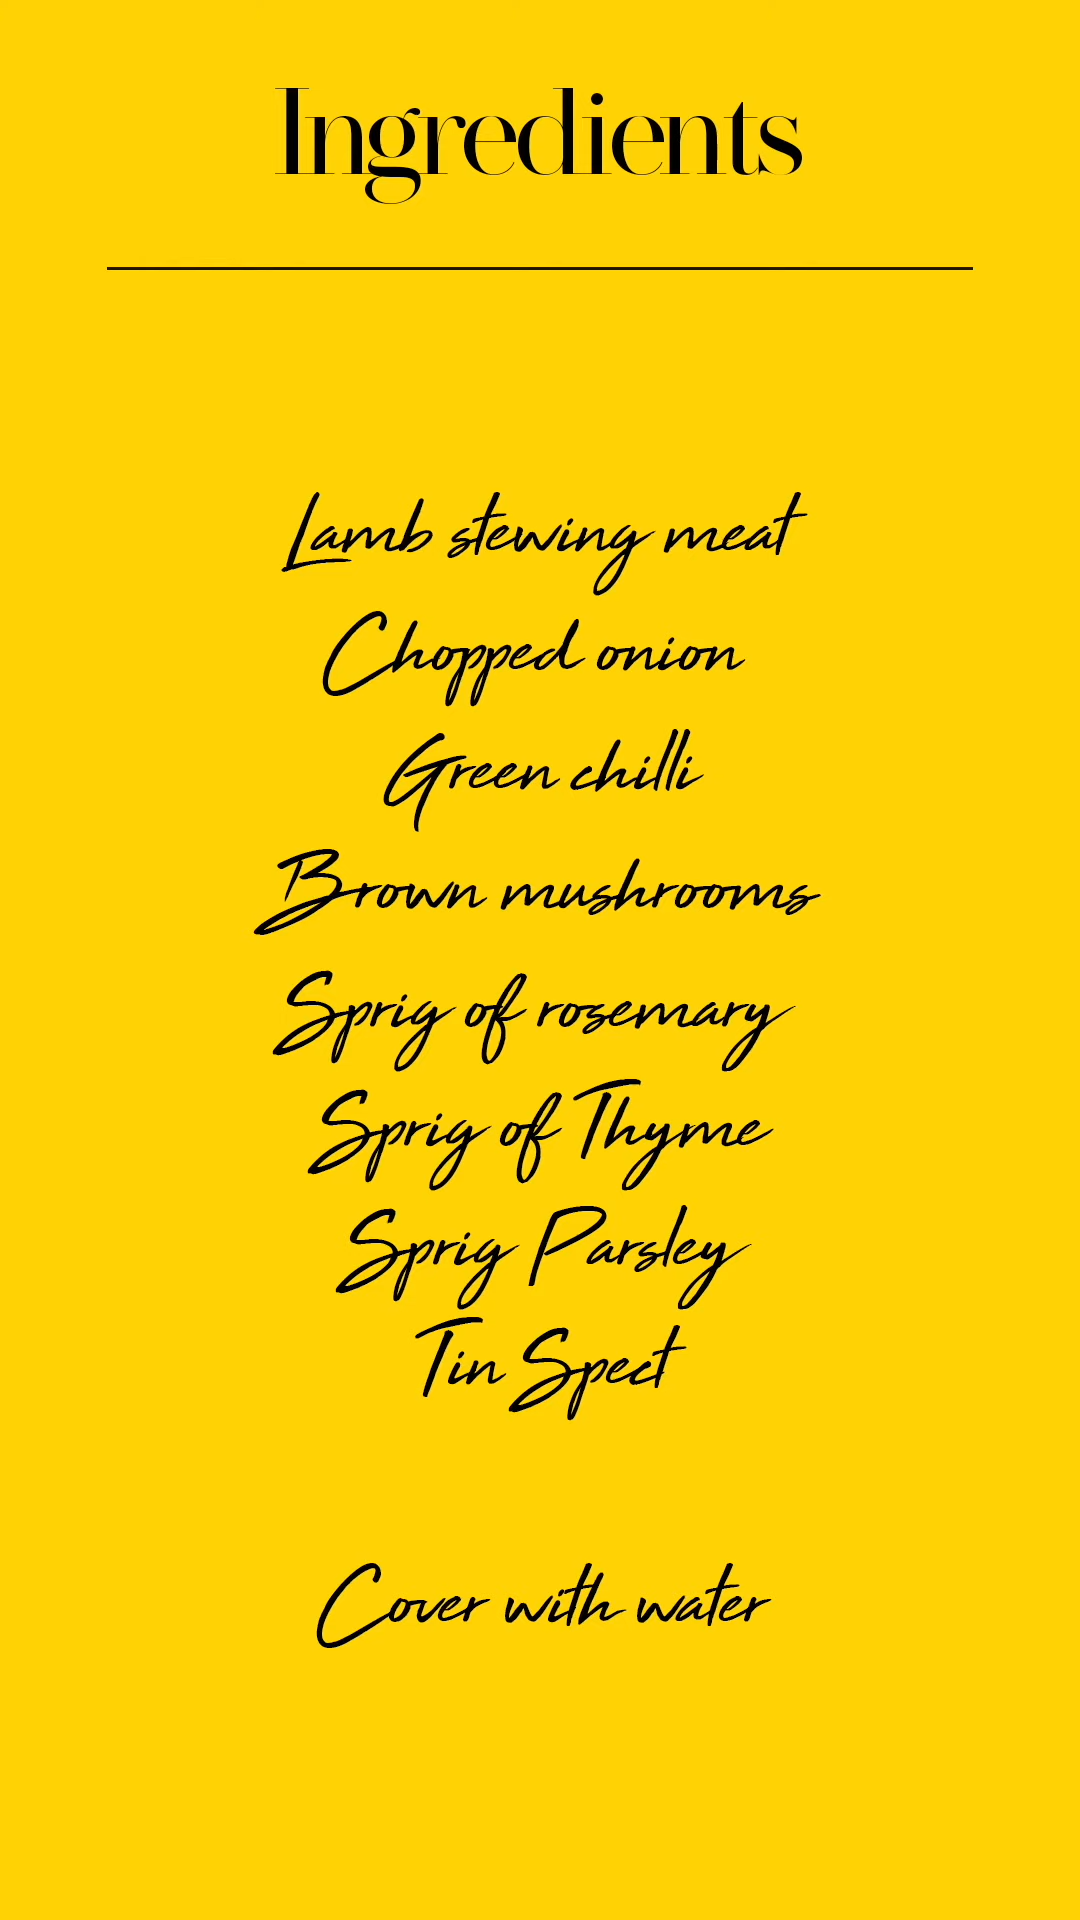 Ingredients
Lamb stewing meat
Chopped onion
Green chilli
Brown mushrooms
Sprig of rosemary
Sprig of Thyme
Sprig Parsley
Tin Spect
Cover with water